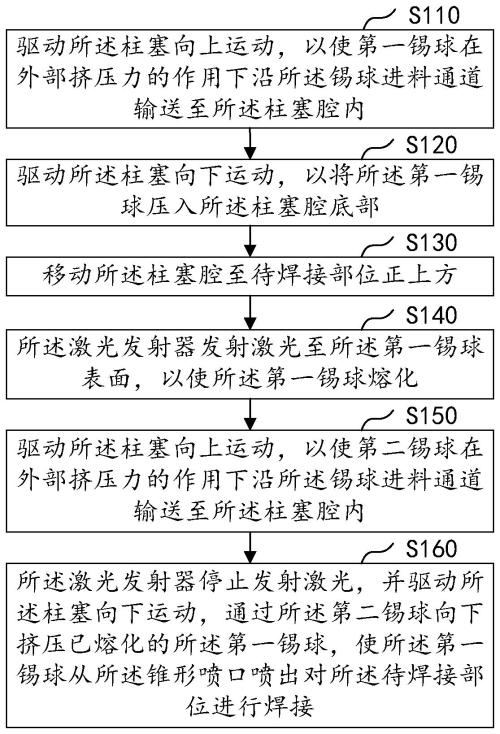 S110
驱动所述柱塞向上运动，以使第一锡球在
外部挤压力的作用下沿所述锡球进料通道
输送至所述柱塞腔内
S120
驱动所述柱塞向下运动，以将所述第一锡
球压入所述柱塞腔底部
S130
移动所述柱塞腔至待焊接部位正上方
S140
所述激光发射器发射激光至所述第一锡球
表面，以使所述第一锡球熔化
S150
驱动所述柱塞向上运动，以使第二锡球在
外部挤压力的作用下沿所述锡球进料通道
输送至所述柱塞腔内
S160
所述激光发射器停止发射激光，并驱动所
述柱塞向下运动，通过所述第二锡球向下
挤压已熔化的所述第一锡球，使所述第一
锡球从所述锥形喷口喷出对所述待焊接部
位进行焊接